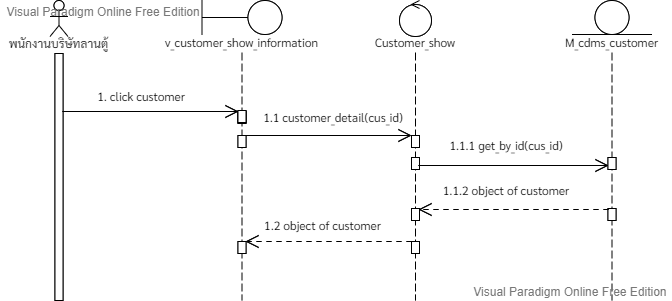 Visual Paradigm Online Free Edition
พนักงานบริษัทลานตู้
v_customer_show_information
Customer_show
M_cdms_customer
1. click customer
1.1 customer_detail(cus_id)
1.1.1 get_by_id(cus_id)
1.1.2 object of customer
1.2 object of customer
Visual Paradigm Online Free Edition